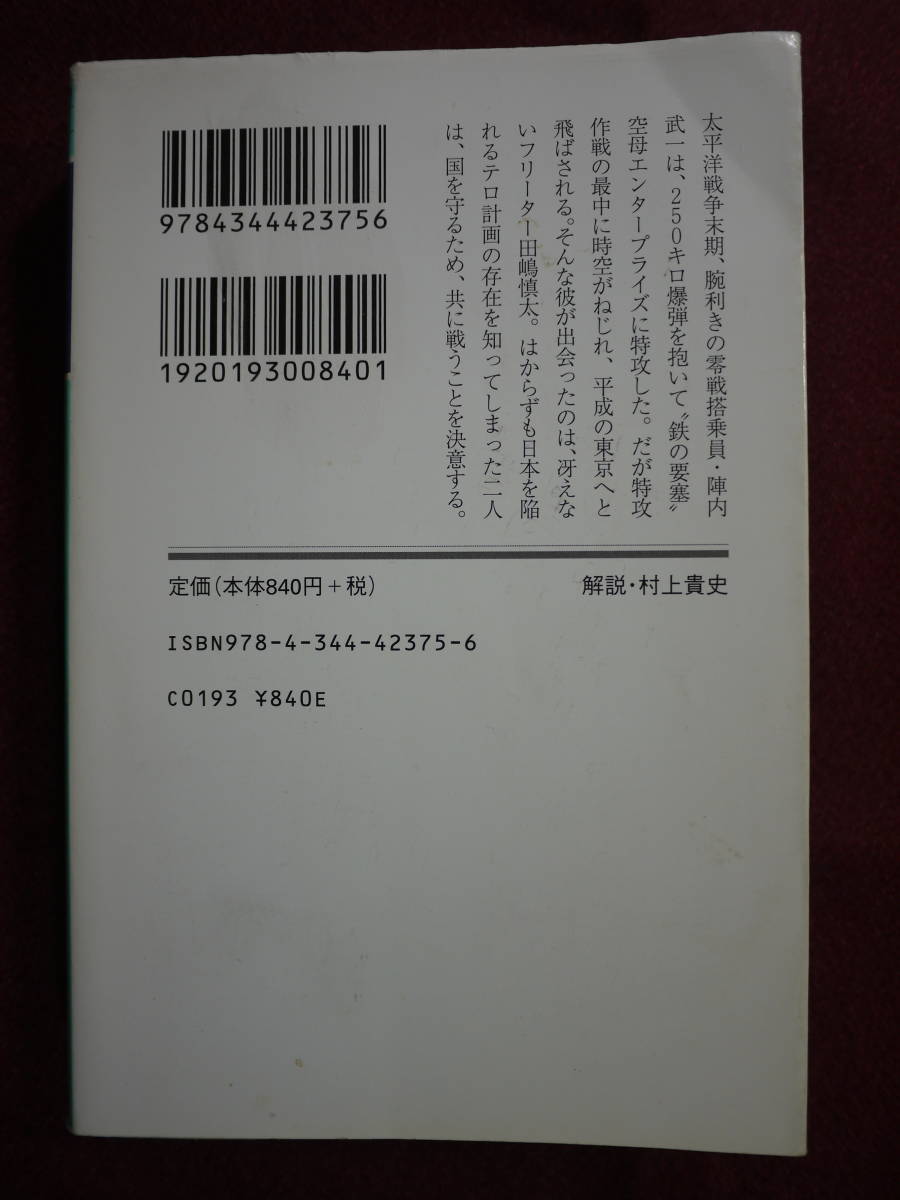 太平洋戦争末期、腕利きの零戦搭乗員・陣内
武一は、250キロ爆弾を抱いて〝鉄の要塞〟
空母エンタープライズに特攻した。だが特攻
作戦の最中に時空がねじれ、平成の東京へと
飛ばされる。そんな彼が出会ったのは、冴えな
いフリーター田嶋慎太。はからずも日本を陥
れるテロ計画の存在を知ってしまった二人
は、国を守るため、共に戦うことを決意する。
9784344423756
1920193008401
定価(本体840円+税)
解説・村上貴史
ISBN978-4-344-42375-6
C0193 ¥840E